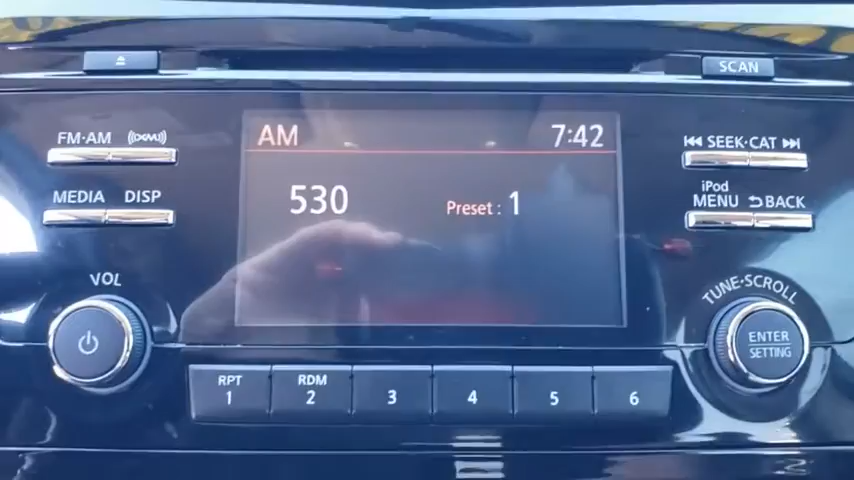 SCAN
FM·AM ((XM))
AM 7:42
SEEK·CAT
MEDIA DISP
530 Preset : 1
iPod
MENU BACK
VOL
TUNE·SCROLL
ENTER
SETTING
RPT RDM
1 2 3 4 5 6